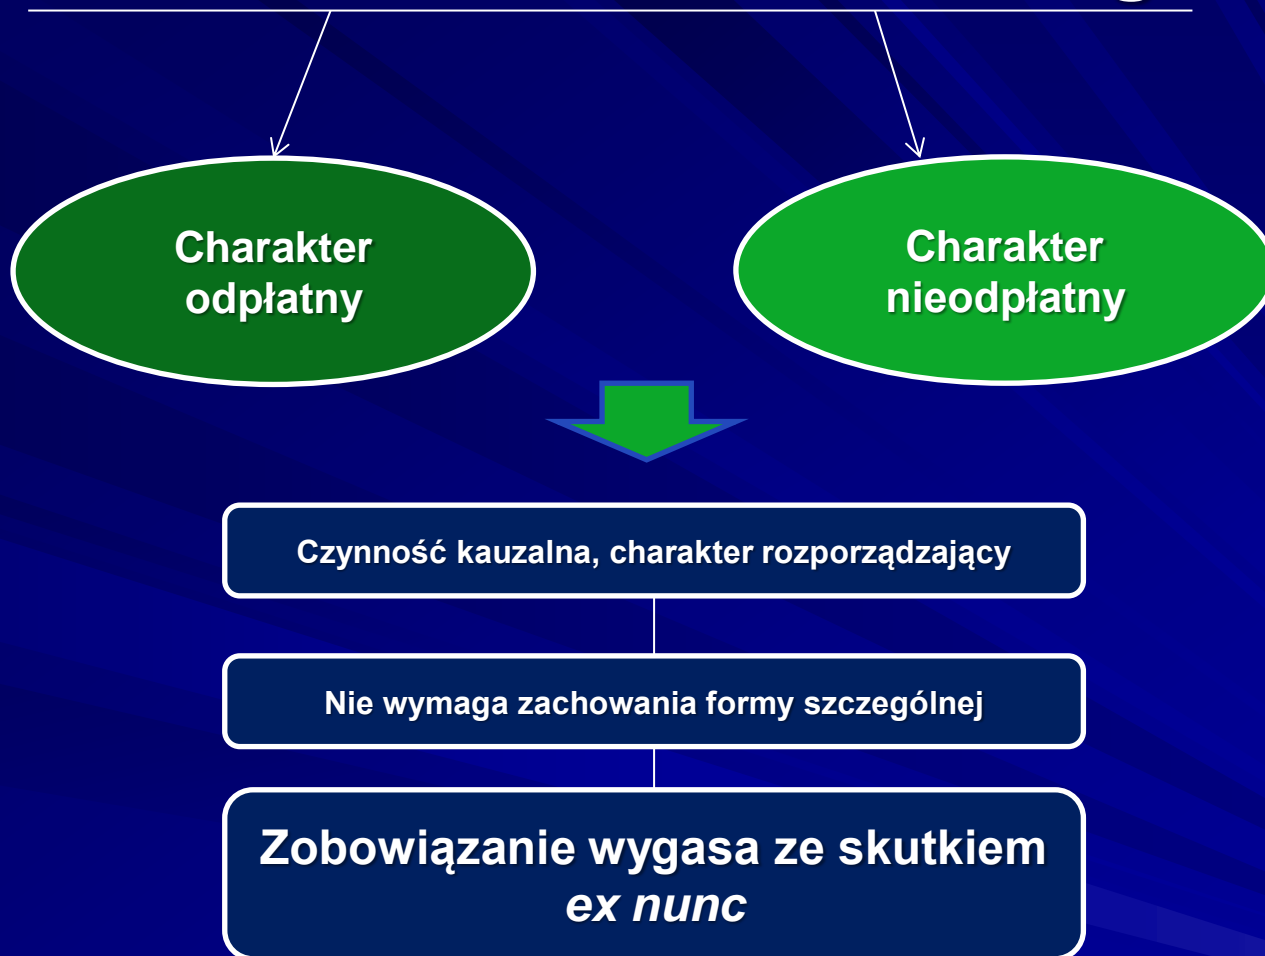 Charakter
odpłatny
Charakter
nieodpłatny
Czynność kauzalna, charakter rozporządzający
Nie wymaga zachowania formy szczególnej
Zobowiązanie wygasa ze skutkiem
ex nunc